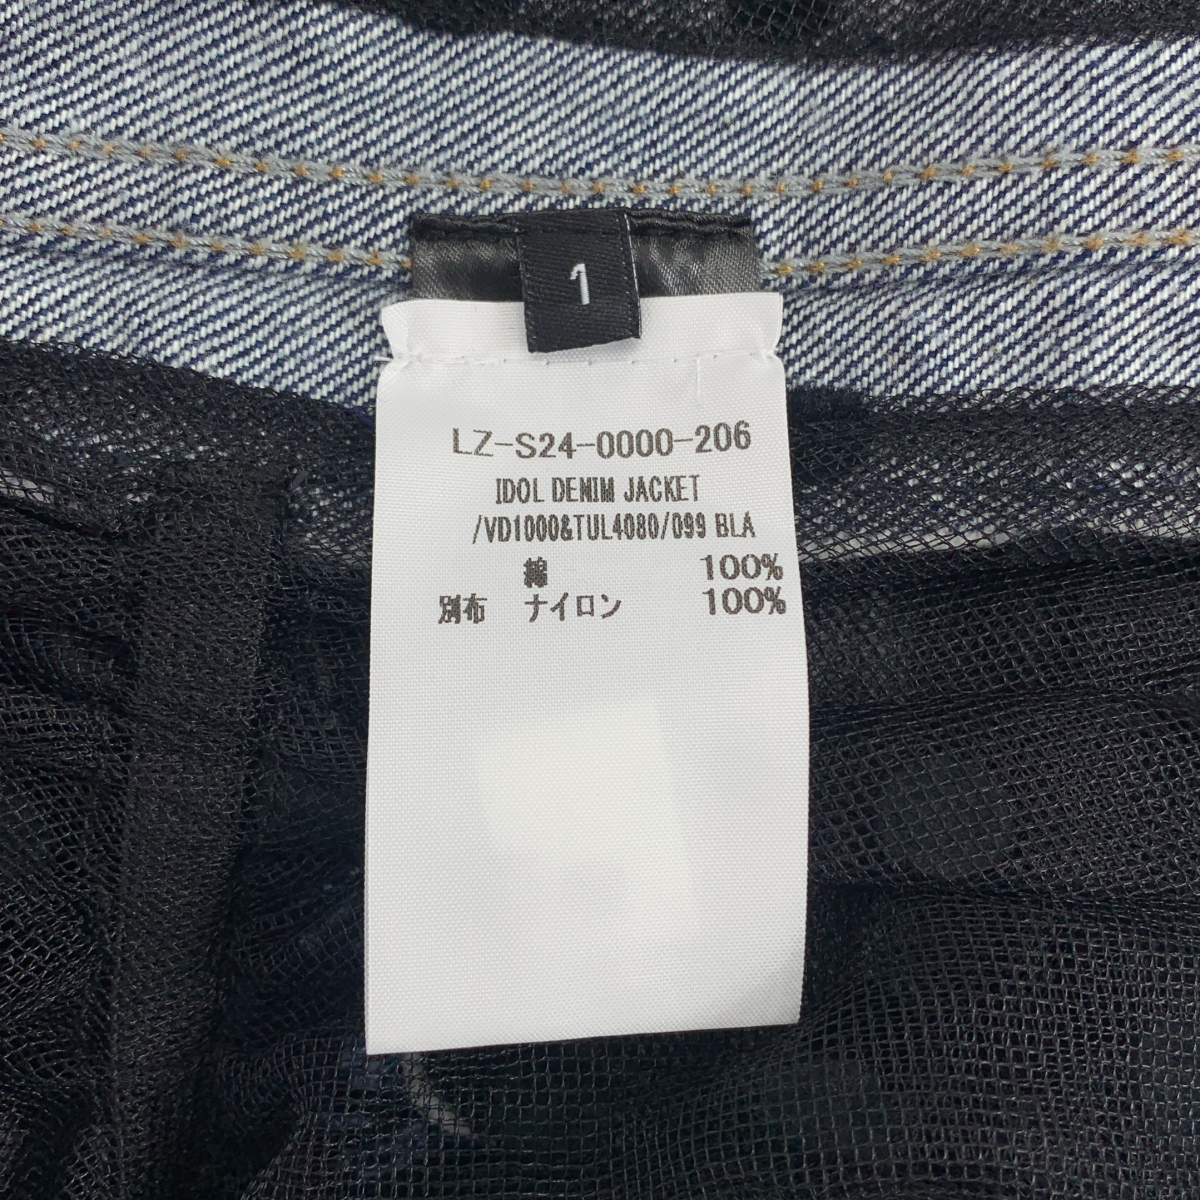 1
LZ-S24-0000-206
IDOL DENIM JACKET
/VD1000&TUL4080/099 BLA
綿 100%
別布 ナイロン 100%